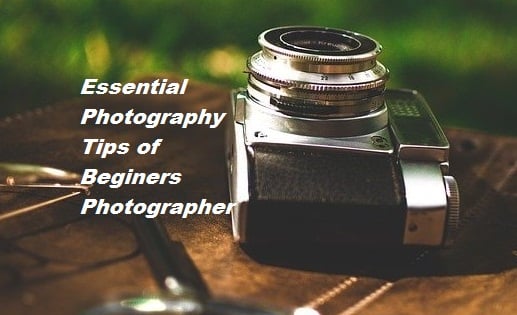 Essential
Photography
Tips of
Beginers
Photographer